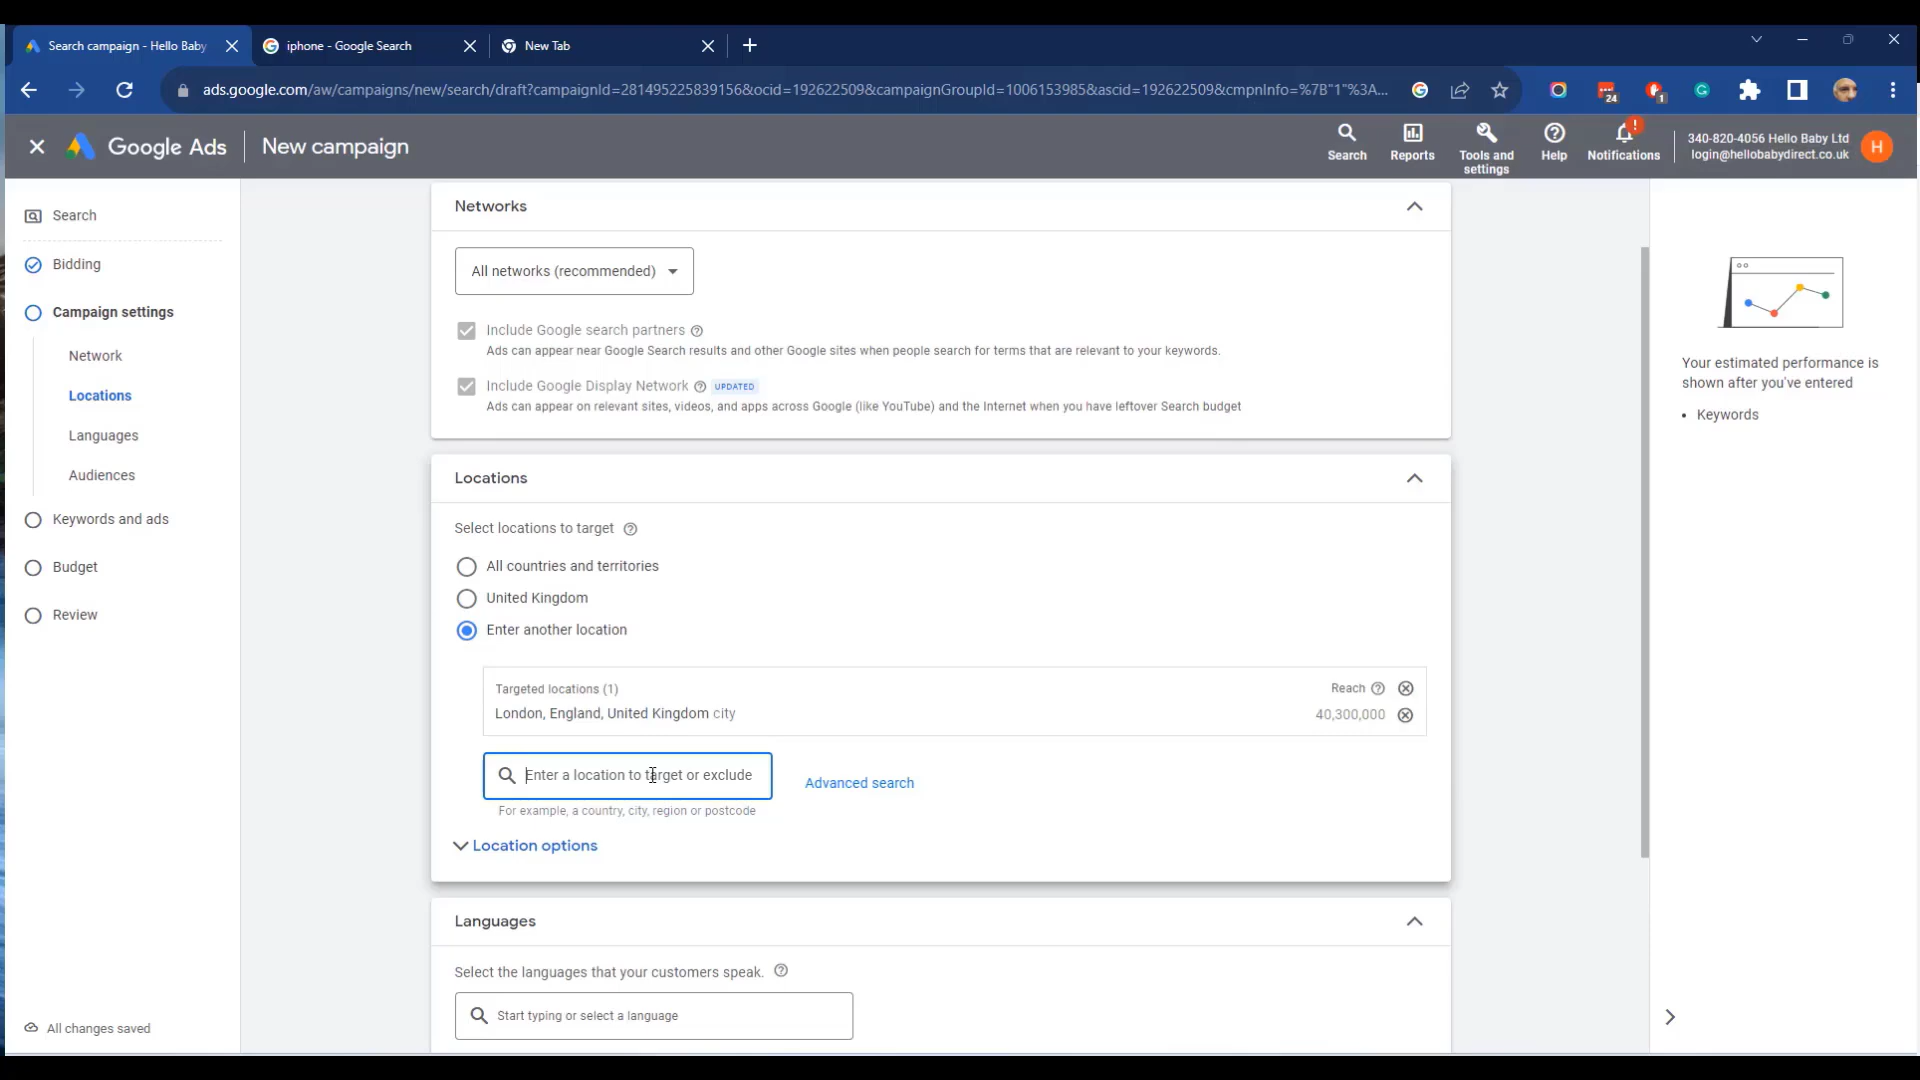 Search campaign - Hello Baby
iphone - Google Search
New Tab
ads.google.com/aw/campaigns/new/search/draft?campaignId=281495225839156&ocid=192622509&campaignGroupId=1006153985&ascid=192622509&cmpnInfo=%7B"1"%3A...
24
1
Google Ads
New campaign
Search
Reports
Tools and
settings
Help
Notifications
!
340-820-4056 Hello Baby Ltd
login@hellobabydirect.co.uk
H
Search
Bidding
Campaign settings
Network
Locations
Languages
Audiences
Keywords and ads
Budget
Review
All changes saved
Networks
All networks (recommended)
Include Google search partners
Ads can appear near Google Search results and other Google sites when people search for terms that are relevant to your keywords.
Include Google Display Network UPDATED
Ads can appear on relevant sites, videos, and apps across Google (like YouTube) and the Internet when you have leftover Search budget
Locations
Select locations to target
All countries and territories
United Kingdom
Enter another location
Targeted locations (1) Reach
London, England, United Kingdom city 40,300,000
Enter a location to target or exclude
Advanced search
For example, a country, city, region or postcode
Location options
Languages
Select the languages that your customers speak.
Start typing or select a language
Your estimated performance is
shown after you've entered
• Keywords